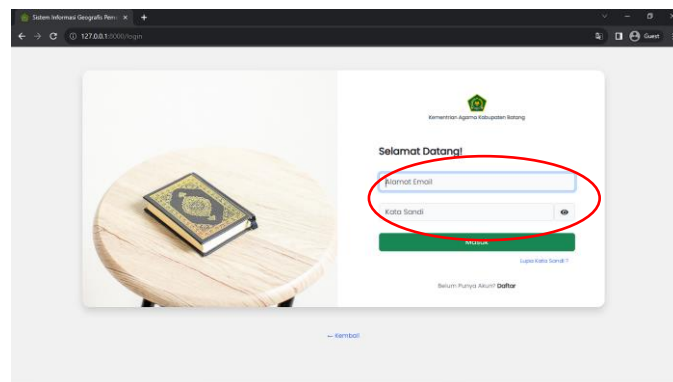 Sistem Informasi Geografis Pem
127.0.0.1:8000/login
Guest
Kementrian Agama Kabupaten Batang
Selamat Datang!
Alamat Email
Kata Sandi
Masuk
Lupa Kata Sandi ?
Belum Punya Akun? Daftar
← Kembali